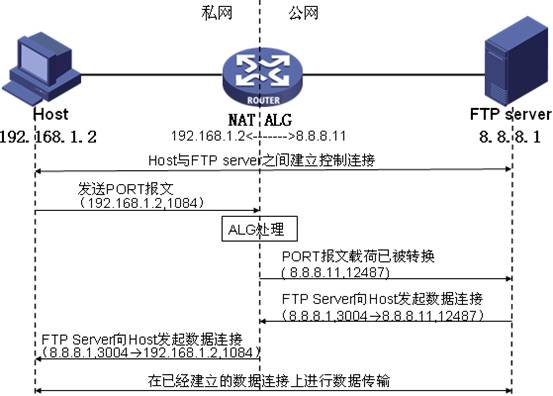 私网 公网
ROUTER
Host NAT ALG FTP server
192.168.1.2 192.168.1.2<------->8.8.8.11 8.8.8.1
Host与FTP server之间建立控制连接
发送PORT报文
(192.168.1.2,1084)
ALG处理
PORT报文载荷已被转换
(8.8.8.11,12487)
FTP Server向Host发起数据连接
(8.8.8.1,3004→8.8.8.11,12487)
FTP Server向Host发起数据连接
(8.8.8.1,3004→192.168.1.2,1084)
在已经建立的数据连接上进行数据传输